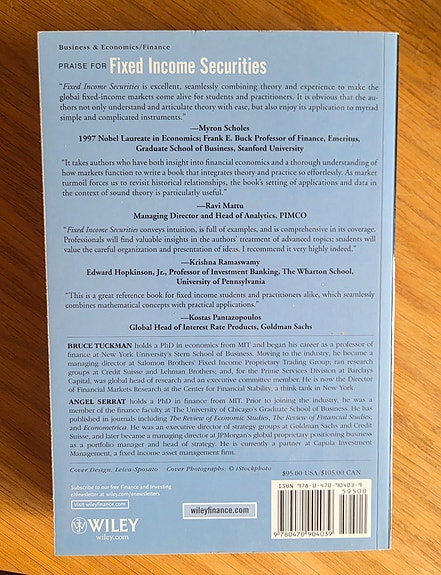 Business & Economics/Finance
PRAISE FOR Fixed Income Securities
"Fixed Income Securities is excellent, seamlessly combining theory and experience to make the
global fixed-income markets come alive for students and practitioners. It is obvious that the au-
thors not only understand and articulate theory with ease, but also enjoy its application to myriad
simple and complicated instruments."
—Myron Scholes
1997 Nobel Laureate in Economics; Frank E. Buck Professor of Finance, Emeritus,
Graduate School of Business, Stanford University
"It takes authors who have both insight into financial economics and a thorough understanding of
how markets function to write a book that integrates theory and practice so effortlessly. As market
turmoil forces us to revisit historical relationships, the book's setting of applications and data in
the context of sound theory is particularly useful."
—Ravi Mattu
Managing Director and Head of Analytics, PIMCO
"Fixed Income Securities conveys intuition, is full of examples, and is comprehensive in its coverage.
Professionals will find valuable insights in the authors' treatment of advanced topics; students will
value the careful organization and presentation of ideas. I recommend it very highly indeed."
—Krishna Ramaswamy
Edward Hopkinson, Jr., Professor of Investment Banking, The Wharton School,
University of Pennsylvania
"This is a great reference book for fixed income students and practitioners alike, which seamlessly
combines mathematical concepts with practical applications."
—Kostas Pantazopoulos
Global Head of Interest Rate Products, Goldman Sachs
BRUCE TUCKMAN holds a PhD in economics from MIT and began his career as a professor of
finance at New York University's Stern School of Business. Moving to the industry, he became a
managing director at Salomon Brothers' Fixed Income Proprietary Trading Group, ran research
groups at Credit Suisse and Lehman Brothers; and, for the Prime Services Division at Barclays
Capital, was global head of research and an executive committee member. He is now the Director
of Financial Markets Research at the Center for Financial Stability, a think tank in New York.
ANGEL SERRAT holds a PhD in finance from MIT. Prior to joining the industry, he was a
member of the finance faculty at The University of Chicago's Graduate School of Business. He has
published in journals including The Review of Economic Studies, The Review of Financial Studies,
and Econometrica. He was an executive director of strategy groups at Goldman Sachs and Credit
Suisse, and later became a managing director at JPMorgan's global proprietary positioning business
as a portfolio manager and head of strategy. He is currently a partner at Capula Investment
Management, a fixed income asset management firm.
Cover Design: Leiva-Sposato Cover Photographs: © iStockphoto
$95.00 USA/$105.00 CAN
Subscribe to our free Finance and Investing
eNewsletter at wiley.com/enewsletters
Visit wileyfinance.com
WILEY
wiley.com
wileyfinance.com
ISBN 978-0-470-90403-9
59500
9 780470 904039